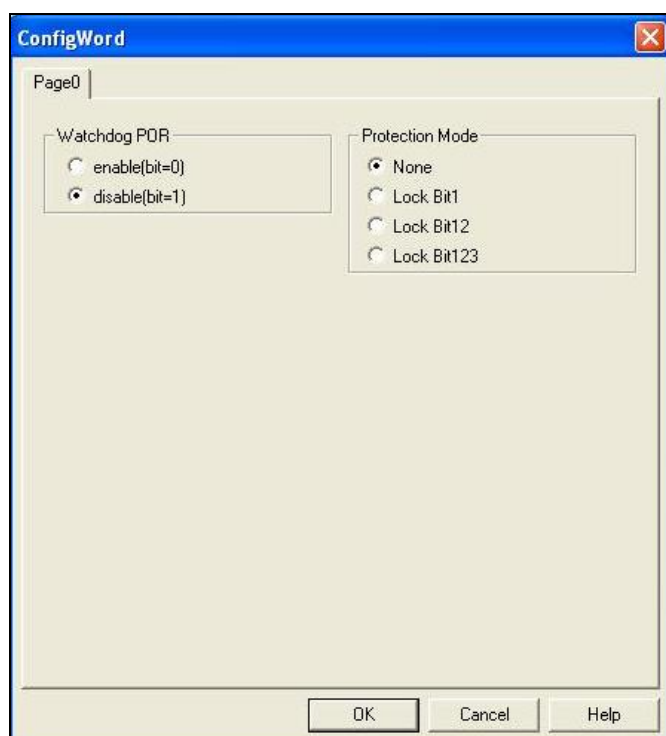 ConfigWord
Page0
Watchdog POR
enable(bit=0)
disable(bit=1)
Protection Mode
None
Lock Bit1
Lock Bit12
Lock Bit123
OK
Cancel
Help